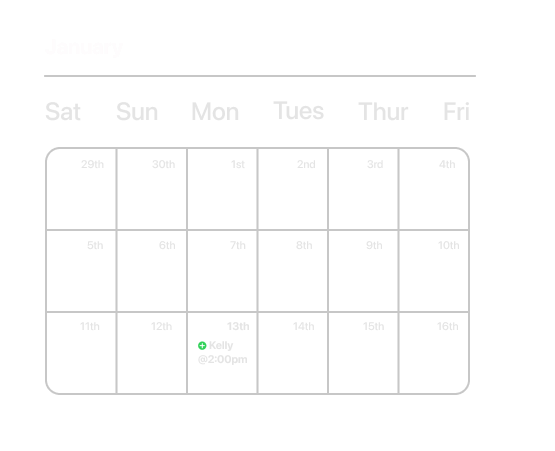 January
Sat Sun Mon Tues Thur Fri
29th 30th 1st 2nd 3rd 4th
5th 6th 7th 8th 9th 10th
11th 12th 13th 14th 15th 16th
Kelly
@2:00pm